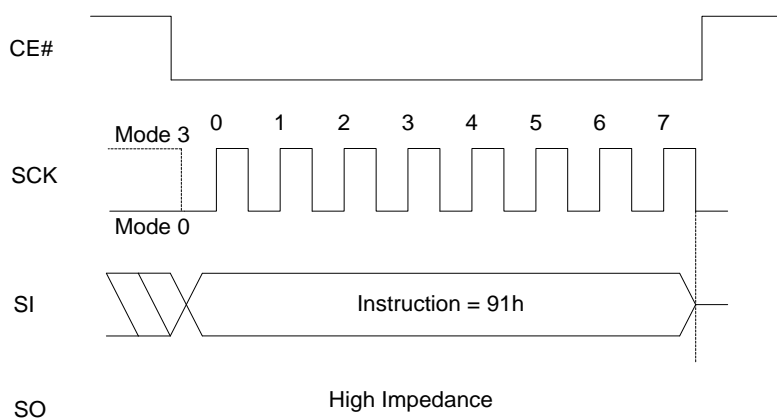 CE#
0 1 2 3 4 5 6 7
Mode 3
SCK
Mode 0
SI
Instruction = 91h
SO
High Impedance